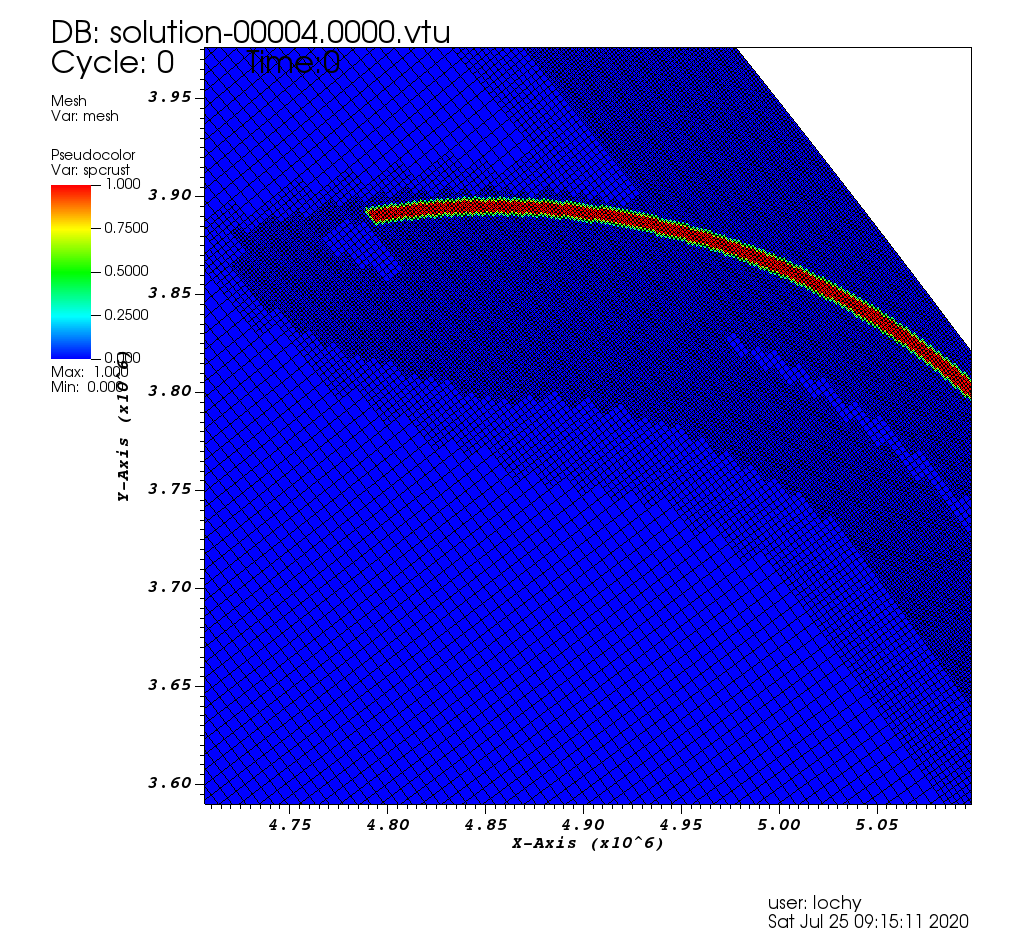 DB: solution-00004.0000.vtu
Cycle: 0 Time:0
Mesh
Var: mesh
Pseudocolor
Var: spcrust
1.000
0.7500
0.5000
0.2500
0.000
Max: 1.000
Min: 0.000
Y-Axis (x10^6)
3.95
3.90
3.85
3.80
3.75
3.70
3.65
3.60
4.75 4.80 4.85 4.90 4.95 5.00 5.05
X-Axis (x10^6)
user: lochy
Sat Jul 25 09:15:11 2020